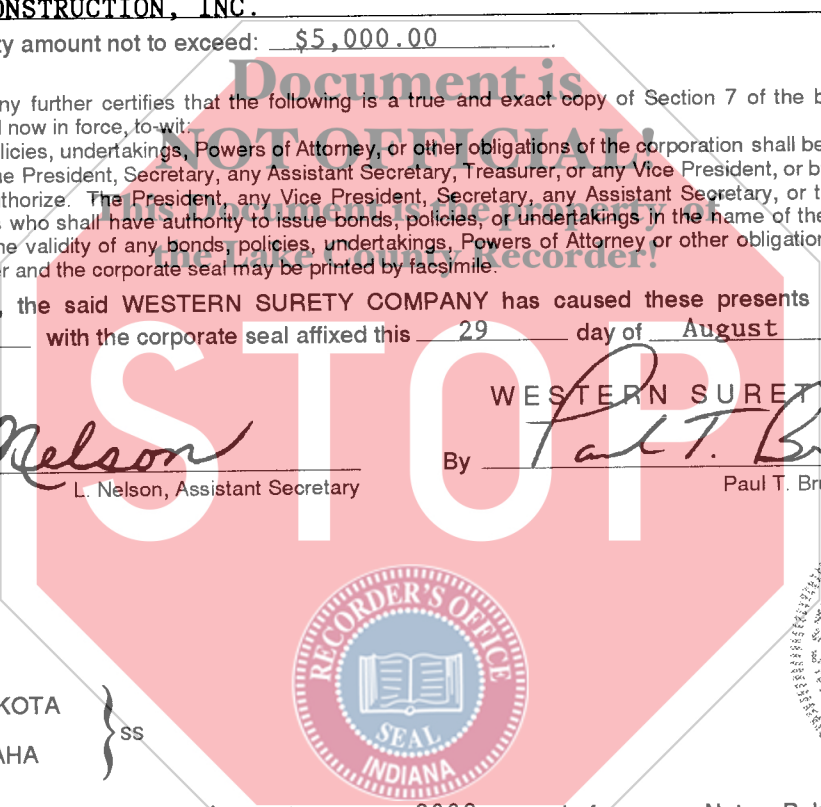 ONSTRUCTION, INC.
ty amount not to exceed: $5,000.00.
Document is
ny further certifies that the following is a true and exact copy of Section 7 of the b
l now in force, to-wit:
NOT OFFICIAL!
licies, undertakings, Powers of Attorney, or other obligations of the corporation shall be
he President, Secretary, any Assistant Secretary, Treasurer, or any Vice President, or b
uthorize. The President, any Vice President, Secretary, any Assistant Secretary, or t
This Document is the property of
s who shall have authority to issue bonds, policies, or undertakings in the name of the
he validity of any bonds, policies, undertakings, Powers of Attorney or other obligation
the Lake County Recorder!
er and the corporate seal may be printed by facsimile.
, the said WESTERN SURETY COMPANY has caused these presents
with the corporate seal affixed this 29 day of August
STOP
WESTERN SURET
Nelson
By Paul T. Br
L. Nelson, Assistant Secretary
Paul T. Bru
RECORDER'S OFFICE
SEAL
INDIANA
KOTA
ss
AHA